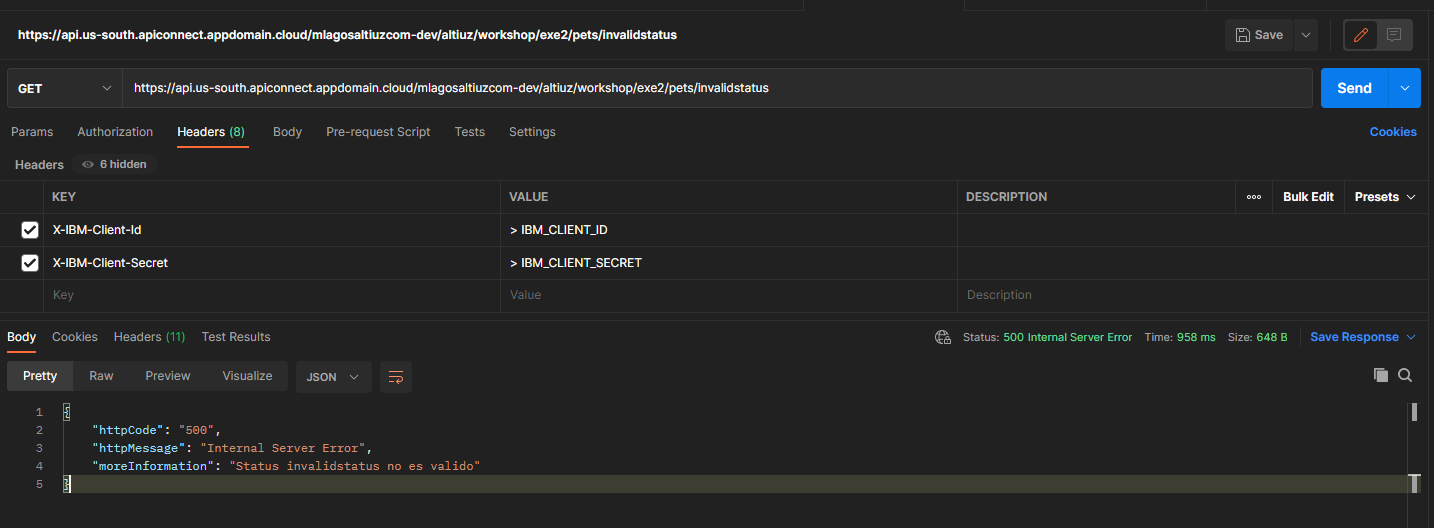 https://api.us-south.apiconnect.appdomain.cloud/mlagosaltiuzcom-dev/altiuz/workshop/exe2/pets/invalidstatus
Save
GET
https://api.us-south.apiconnect.appdomain.cloud/mlagosaltiuzcom-dev/altiuz/workshop/exe2/pets/invalidstatus
Send
Params Authorization Headers (8) Body Pre-request Script Tests Settings Cookies
Headers 6 hidden
KEY VALUE DESCRIPTION Bulk Edit Presets
X-IBM-Client-Id > IBM_CLIENT_ID
X-IBM-Client-Secret > IBM_CLIENT_SECRET
Key Value Description
Body Cookies Headers (11) Test Results Status: 500 Internal Server Error Time: 958 ms Size: 648 B Save Response
Pretty Raw Preview Visualize JSON
1 {
2 "httpCode": "500",
3 "httpMessage": "Internal Server Error",
4 "moreInformation": "Status invalidstatus no es valido"
5 }